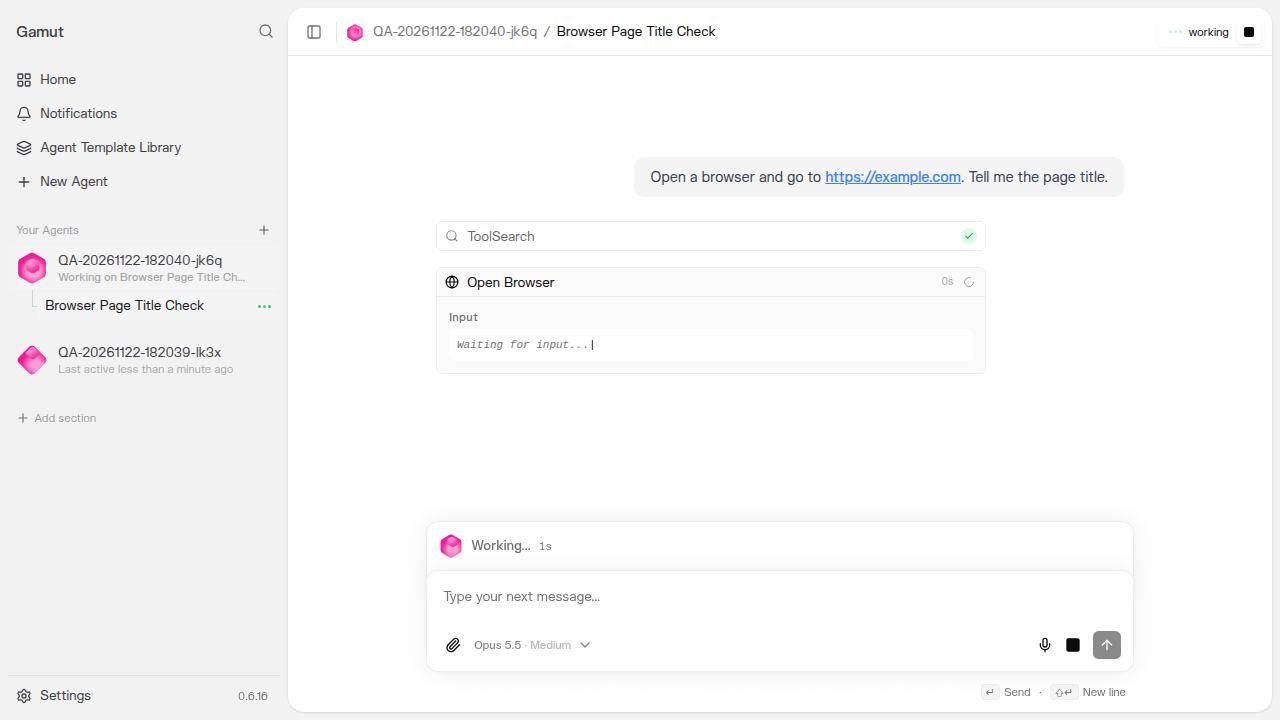 Gamut
Home
Notifications
Agent Template Library
New Agent
Your Agents
QA-20261122-182040-jk6q
Working on Browser Page Title Ch...
Browser Page Title Check
QA-20261122-182039-lk3x
Last active less than a minute ago
Add section
Settings
0.6.16
QA-20261122-182040-jk6q / Browser Page Title Check
working
Open a browser and go to https://example.com. Tell me the page title.
ToolSearch
Open Browser
0s
Input
Waiting for input...
Working... 1s
Type your next message...
Opus 5.5 · Medium
Send · New line